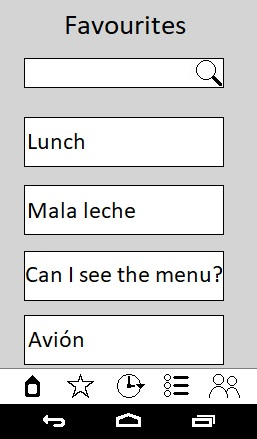 Favourites
Lunch
Mala leche
Can I see the menu?
Avión